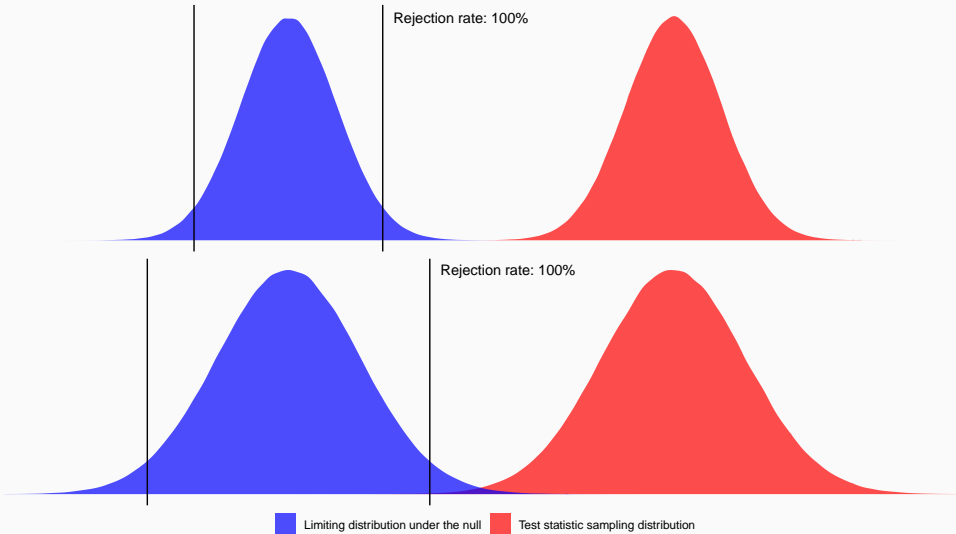 Rejection rate: 100%
Rejection rate: 100%
Limiting distribution under the null
Test statistic sampling distribution